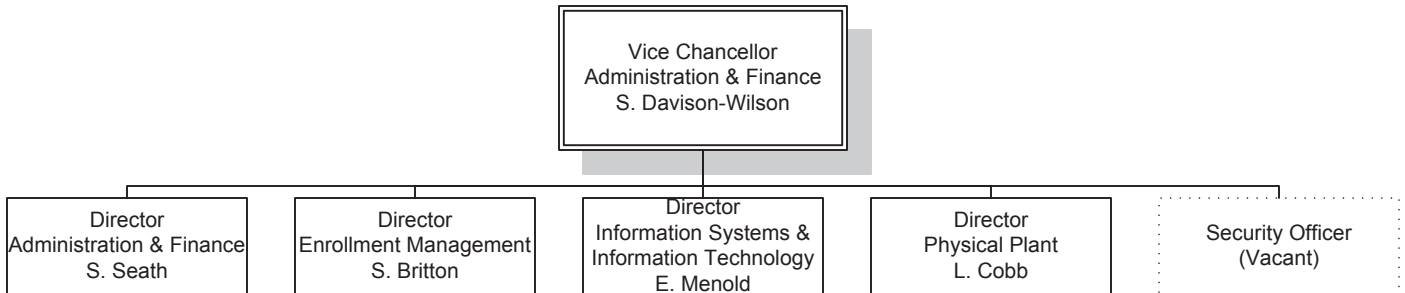 Vice Chancellor
Administration & Finance
S. Davison-Wilson
Director
Administration & Finance
S. Seath
Director
Enrollment Management
S. Britton
Director
Information Systems &
Information Technology
E. Menold
Director
Physical Plant
L. Cobb
Security Officer
(Vacant)